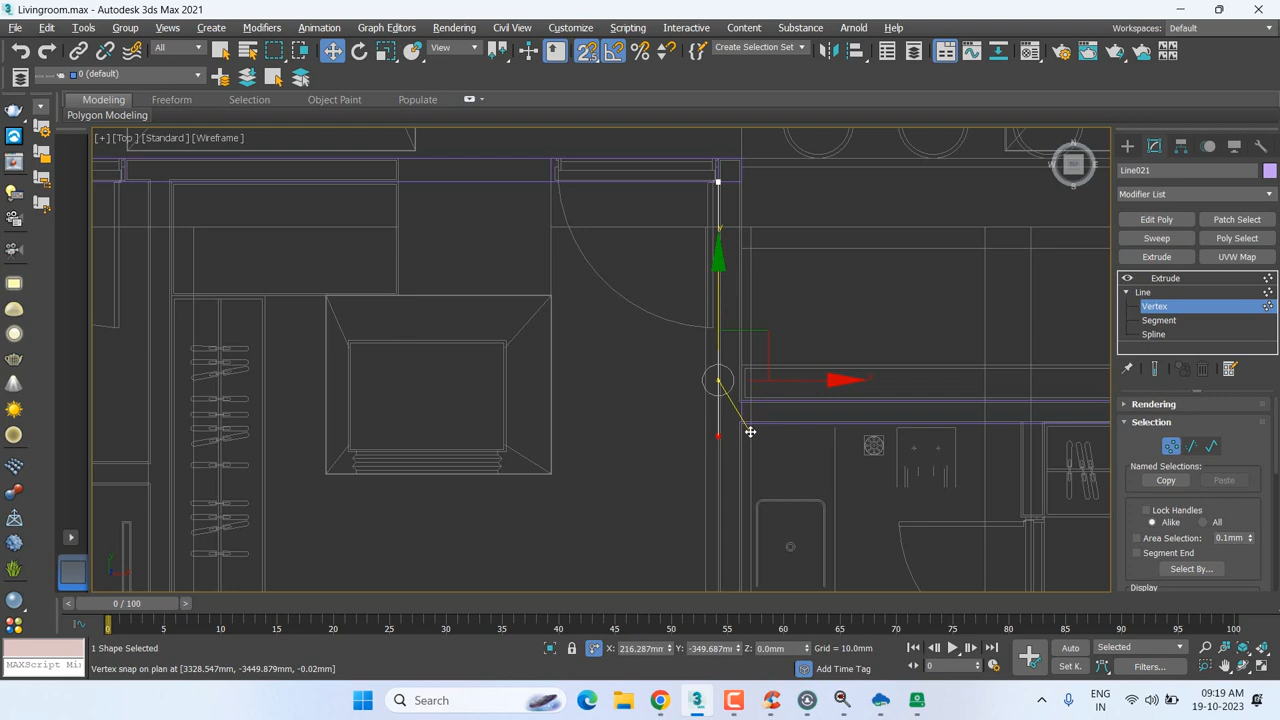 Livingroom.max - Autodesk 3ds Max 2021
File Edit Tools Group Views Create Modifiers Animation Graph Editors Rendering Civil View Customize Scripting Interactive Content Substance Arnold Help Workspaces: Default
All View 2.5 Create Selection Set
0 (default)
Modeling Freeform Selection Object Paint Populate
Polygon Modeling
[+] [Top ] [Standard ] [Wireframe ]
N
W TOP E
S
y
x
Line021
Modifier List
Edit Poly Patch Select
Sweep Poly Select
Extrude UVW Map
Extrude
Line
Vertex
Segment
Spline
Rendering
Selection
Named Selections:
Copy Paste
Lock Handles
Alike All
Area Selection: 0.1mm
Segment End
Select By...
Display
0 / 100
0 5 10 15 20 25 30 35 40 45 50 55 60 65 70 75 80 85 90 95 100
1 Shape Selected
MAXScript Mi
Vertex snap on plan at [3328.547mm, -3449.879mm, -0.02mm]
X: 216.287mm Y: -349.687mm Z: 0.0mm Grid = 10.0mm
Add Time Tag
0
Auto Selected
Set K. Filters...
Search
ENG
IN
09:19 AM
19-10-2023